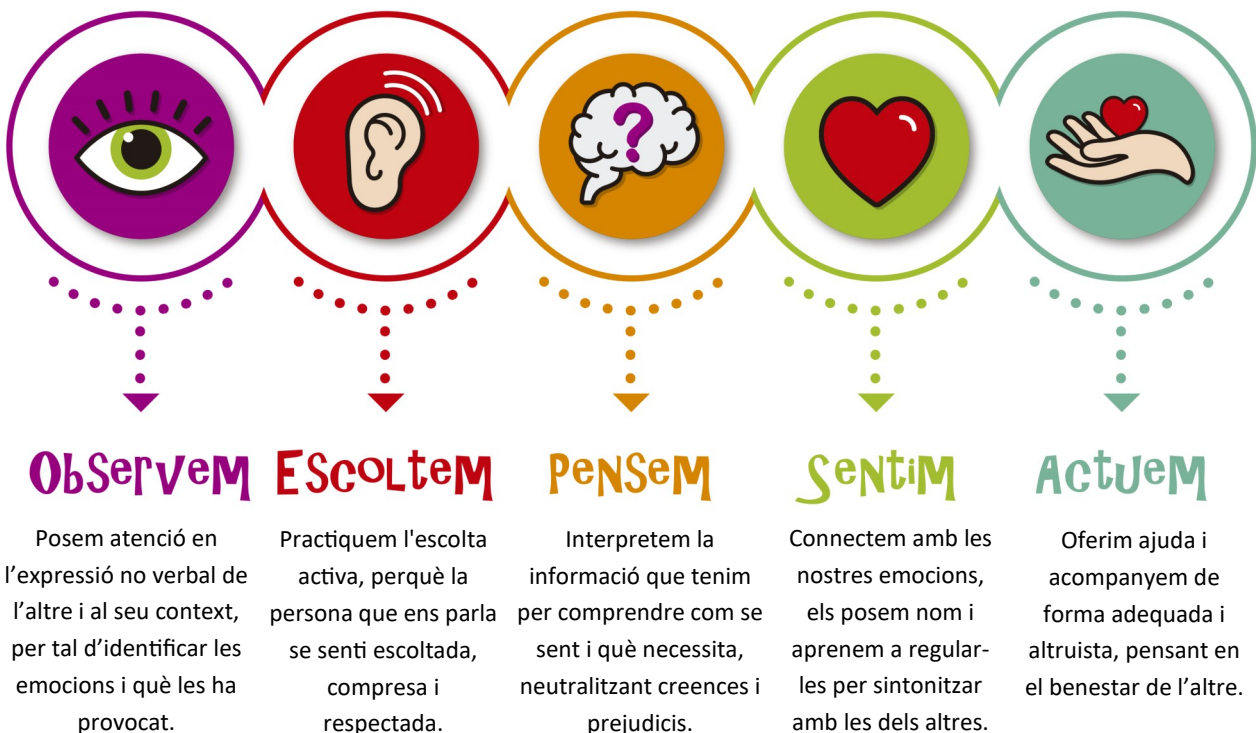 Observem
Posem atenció en
l’expressió no verbal de
l’altre i al seu context,
per tal d’identificar les
emocions i què les ha
provocat.
Escoltem
Practiquem l'escolta
activa, perquè la
persona que ens parla
se senti escoltada,
compresa i
respectada.
Pensem
Interpretem la
informació que tenim
per comprendre com se
sent i què necessita,
neutralitzant creences i
prejudicis.
Sentim
Connectem amb les
nostres emocions,
els posem nom i
aprenem a regular-
les per sintonitzar
amb les dels altres.
Actuem
Oferim ajuda i
acompanyem de
forma adequada i
altruista, pensant en
el benestar de l’altre.